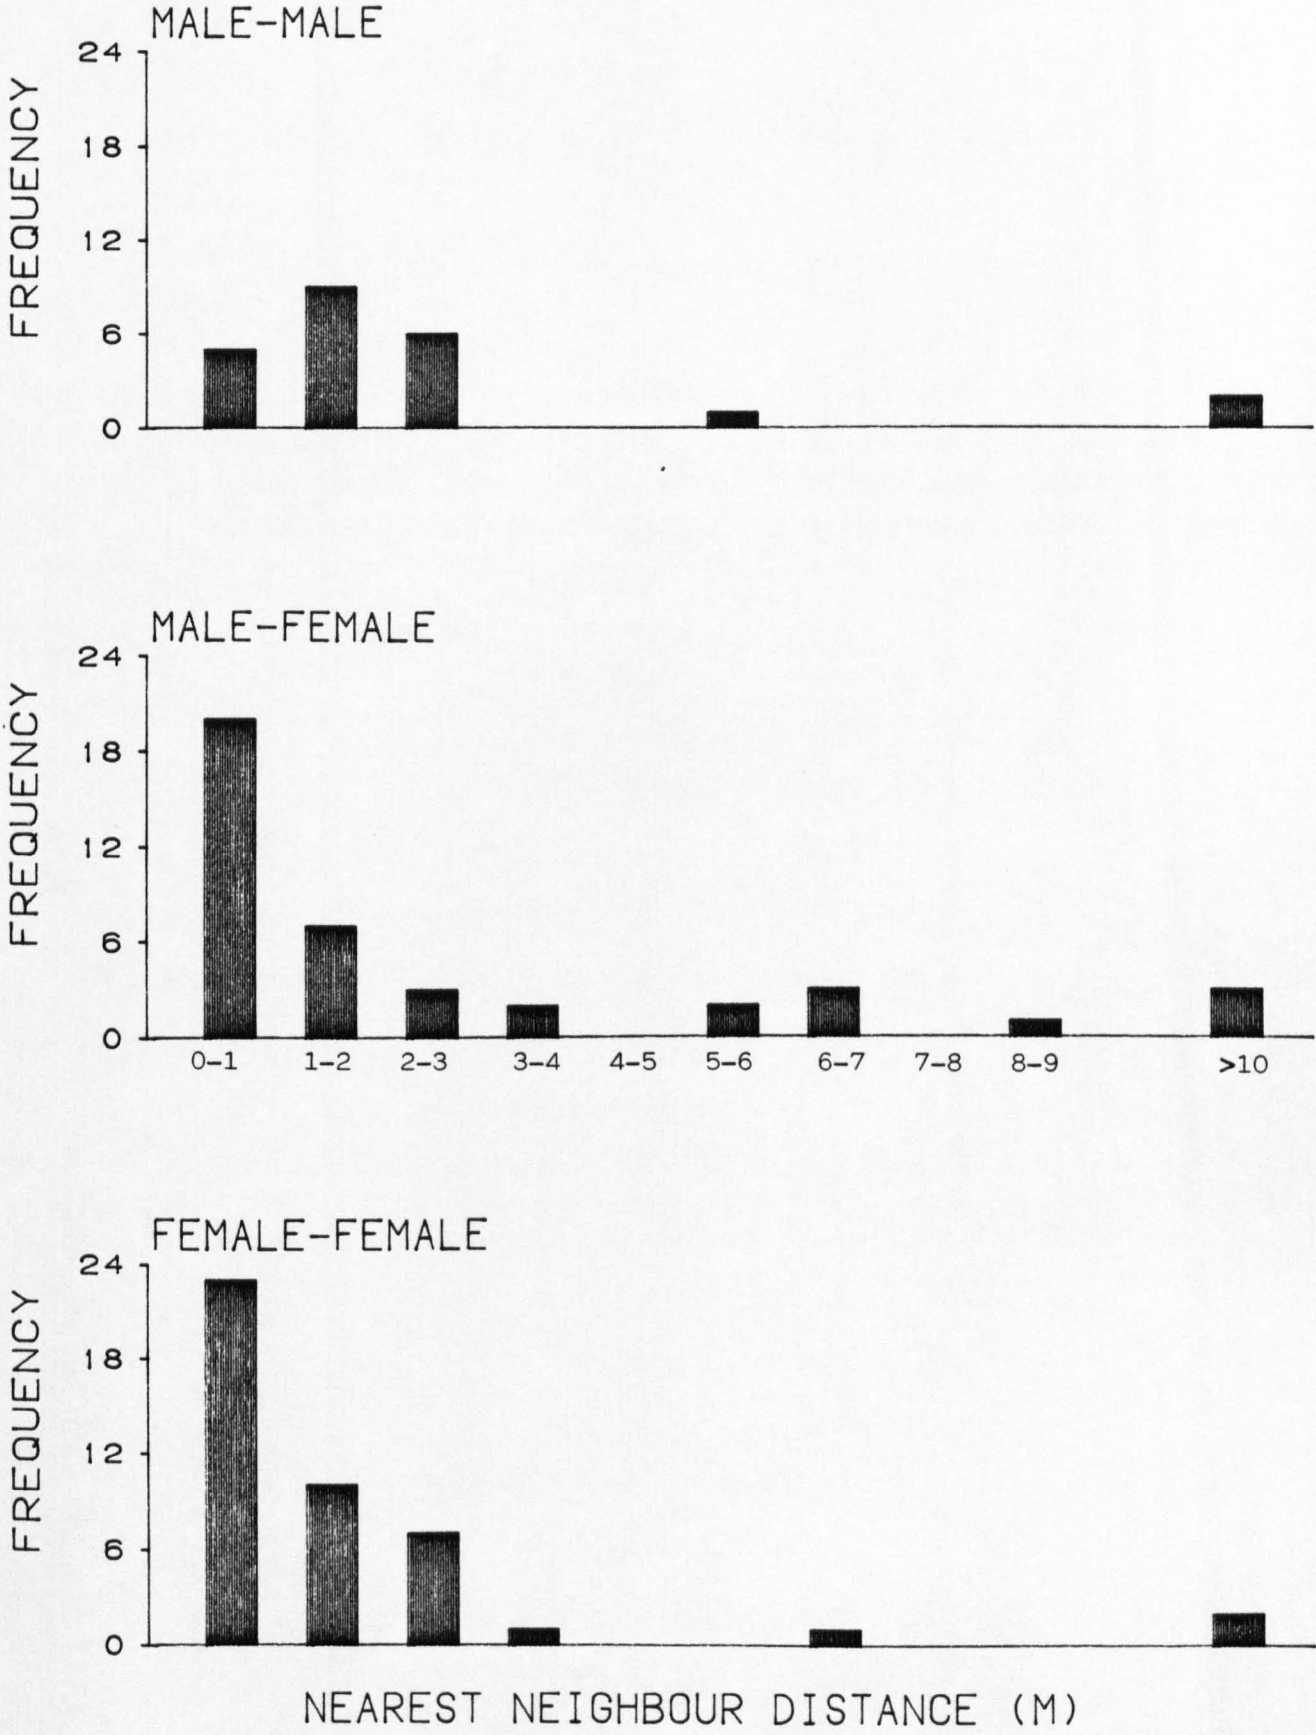 MALE-MALE
FREQUENCY
24
18
12
6
0
MALE-FEMALE
FREQUENCY
24
18
12
6
0
0-1 1-2 2-3 3-4 4-5 5-6 6-7 7-8 8-9 >10
FEMALE-FEMALE
FREQUENCY
24
18
12
6
0
NEAREST NEIGHBOUR DISTANCE (M)